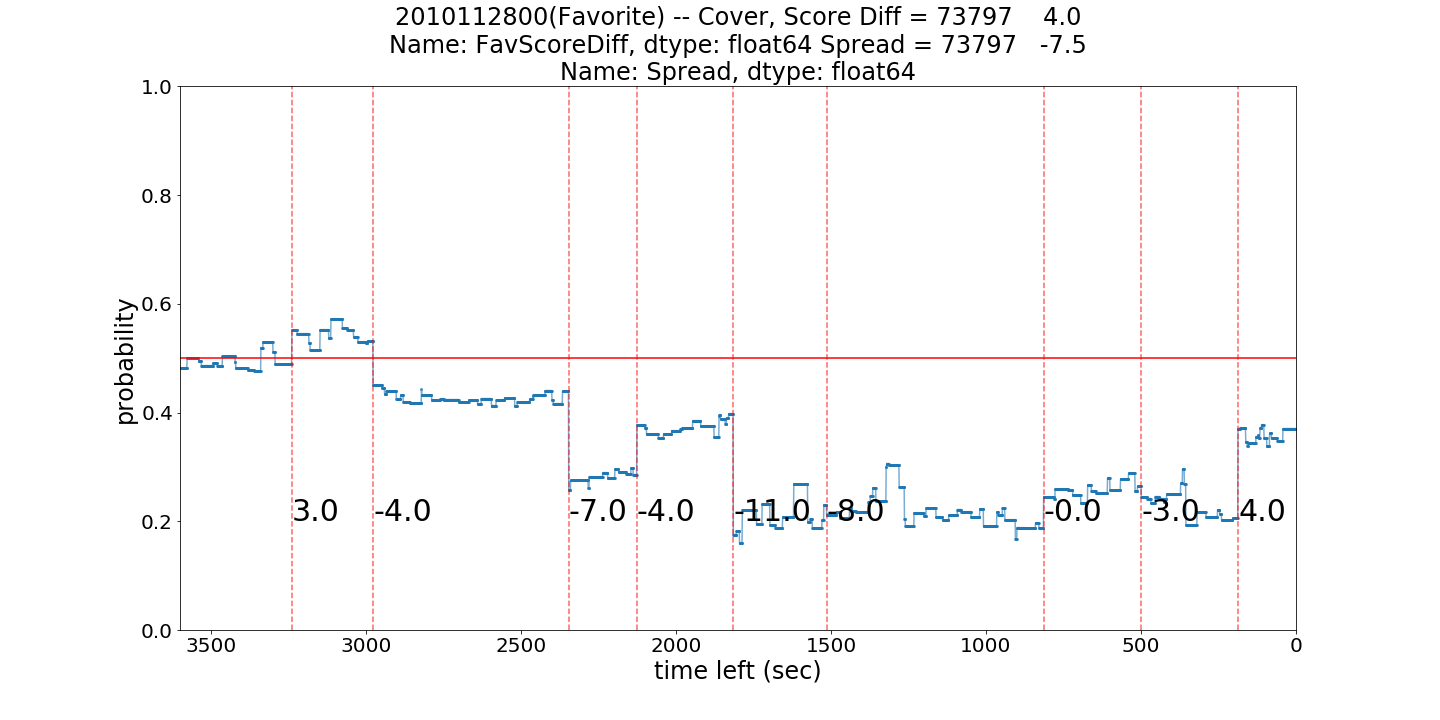 2010112800(Favorite) -- Cover, Score Diff = 73797    4.0
Name: FavScoreDiff, dtype: float64 Spread = 73797   -7.5
Name: Spread, dtype: float64
1.0
0.8
0.6
0.4
0.2
0.0
probability
3.0 -4.0 -7.0 -4.0 -11.0 -8.0 -0.0 -3.0 4.0
3500 3000 2500 2000 1500 1000 500 0
time left (sec)